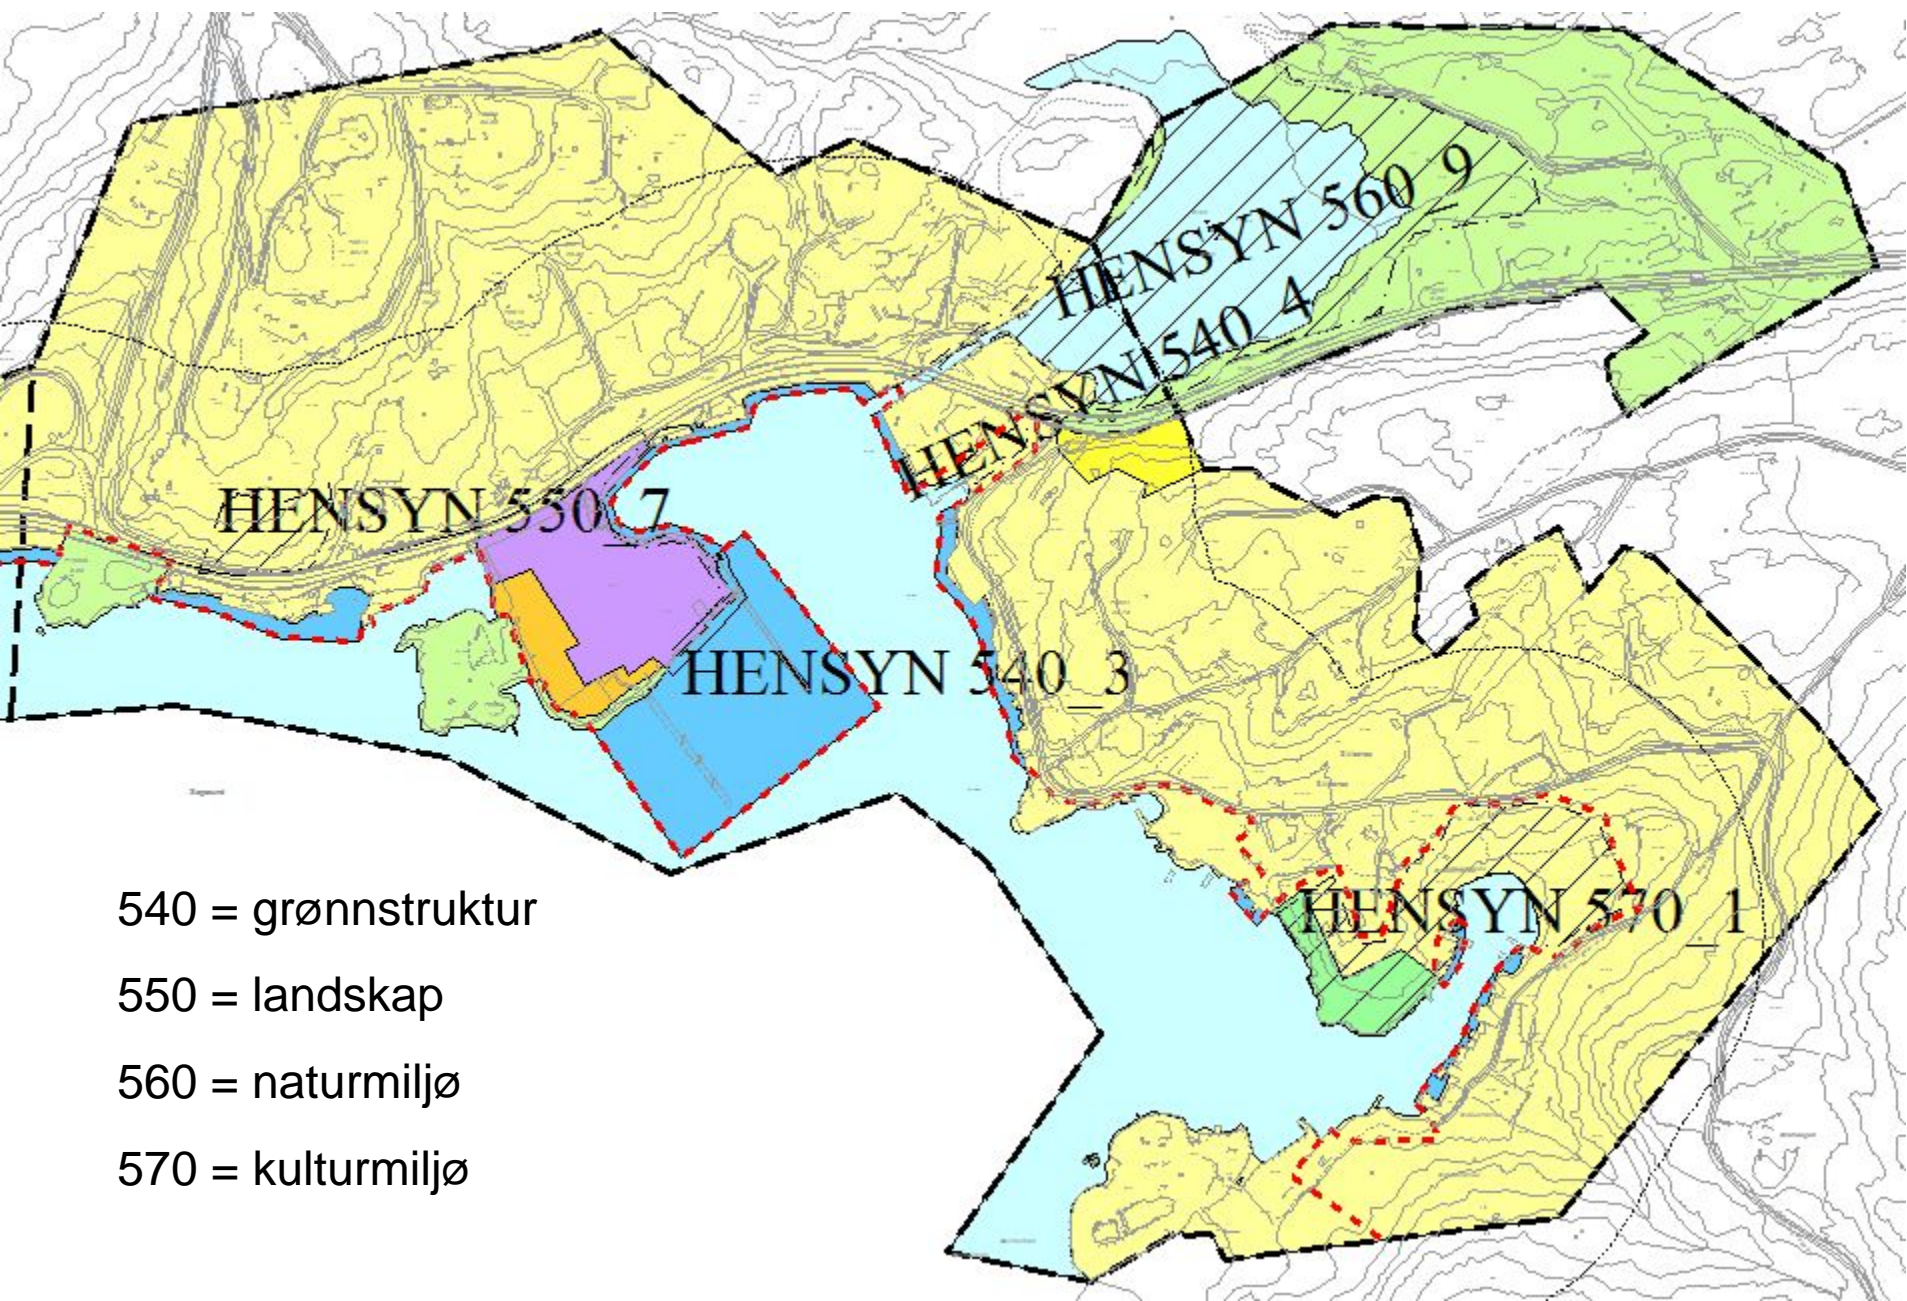 HENSYN 560_9
HENSYN 540_4
HENSYN 550_7
HENSYN 540_3
HENSYN 570_1
540 = grønnstruktur
550 = landskap
560 = naturmiljø
570 = kulturmiljø